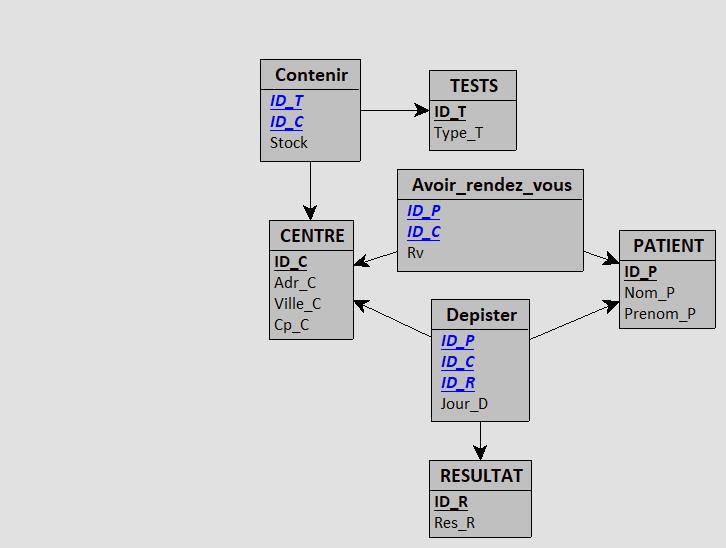 Contenir
ID_T
ID_C
Stock
TESTS
ID_T
Type_T
Avoir_rendez_vous
ID_P
ID_C
Rv
CENTRE
ID_C
Adr_C
Ville_C
Cp_C
PATIENT
ID_P
Nom_P
Prenom_P
Depister
ID_P
ID_C
ID_R
Jour_D
RESULTAT
ID_R
Res_R